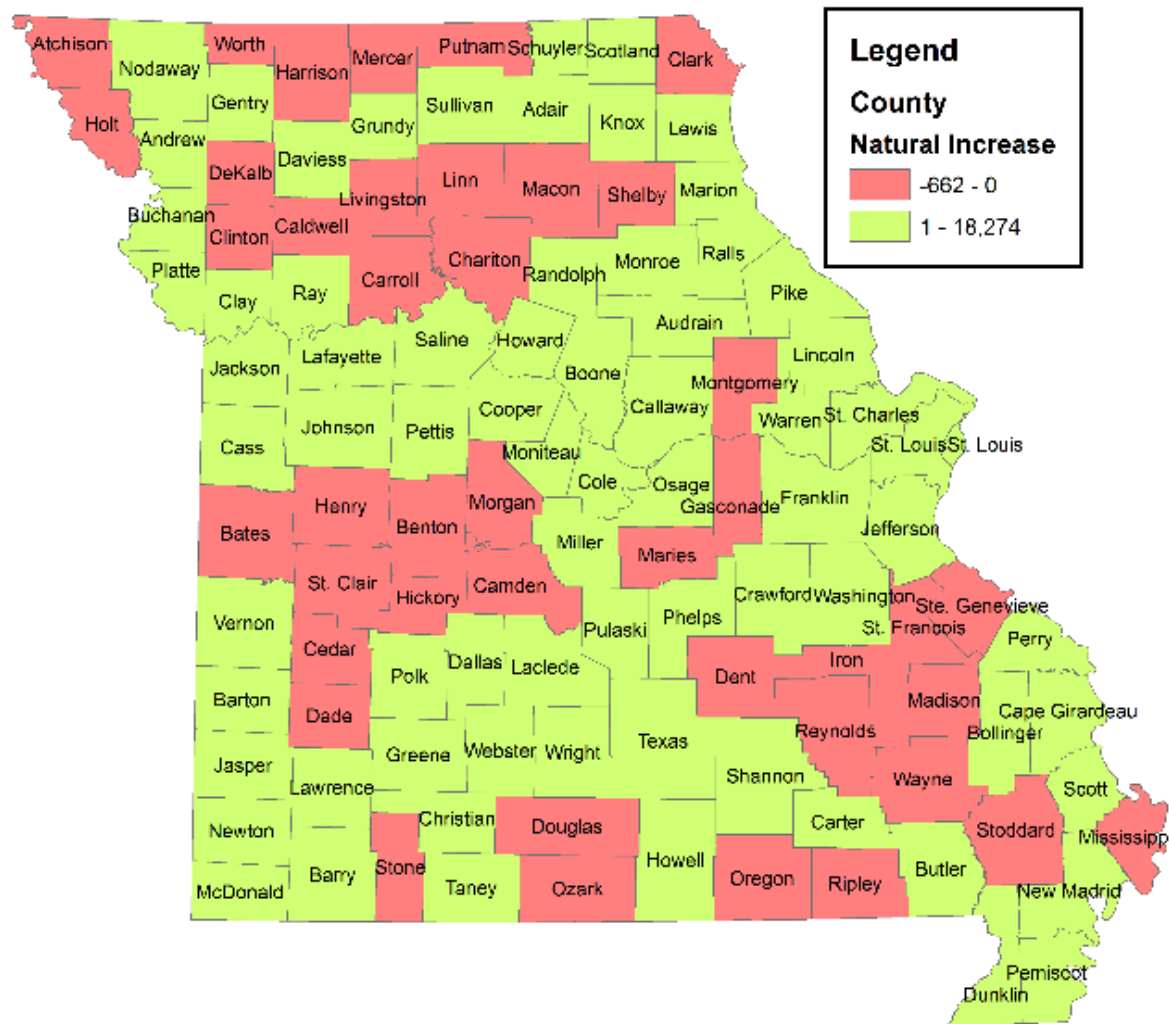 Legend
County
Natural Increase
-662 - 0
1 - 18,274
Atchison
Nodaway
Worth
Harrison
Mercer
Putnam
Schuyler
Scotland
Clark
Holt
Andrew
Gentry
Grundy
Sullivan
Adair
Knox
Lewis
DeKalb
Daviess
Livingston
Linn
Macon
Shelby
Marion
Buchanan
Clinton
Caldwell
Platte
Clay
Ray
Carroll
Chariton
Randolph
Monroe
Ralls
Pike
Audrain
Jackson
Lafayette
Saline
Howard
Boone
Callaway
Montgomery
Lincoln
Warren
St. Charles
St. Louis
St. Louis
Cass
Johnson
Pettis
Cooper
Moniteau
Cole
Osage
Gasconade
Franklin
Jefferson
Bates
Henry
Benton
Morgan
Miller
Maries
St. Clair
Hickory
Camden
Pulaski
Phelps
Crawford
Washington
Ste. Genevieve
St. Francois
Perry
Vernon
Cedar
Polk
Dallas
Laclede
Dent
Iron
Madison
Cape Girardeau
Bollinger
Barton
Dade
Greene
Webster
Wright
Texas
Reynolds
Jasper
Lawrence
Shannon
Wayne
Scott
Newton
Christian
Douglas
Carter
Stoddard
Mississipp
McDonald
Barry
Stone
Taney
Ozark
Howell
Oregon
Ripley
Butler
New Madrid
Pemiscot
Dunklin